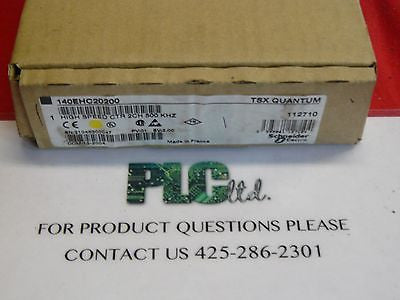 140EHC20200 TSX QUANTUM
1 HIGH SPEED CTR 2CH 500 KHZ 112710
Schneider
Electric
Made in France
PLC ltd.
FOR PRODUCT QUESTIONS PLEASE
CONTACT US 425-286-2301